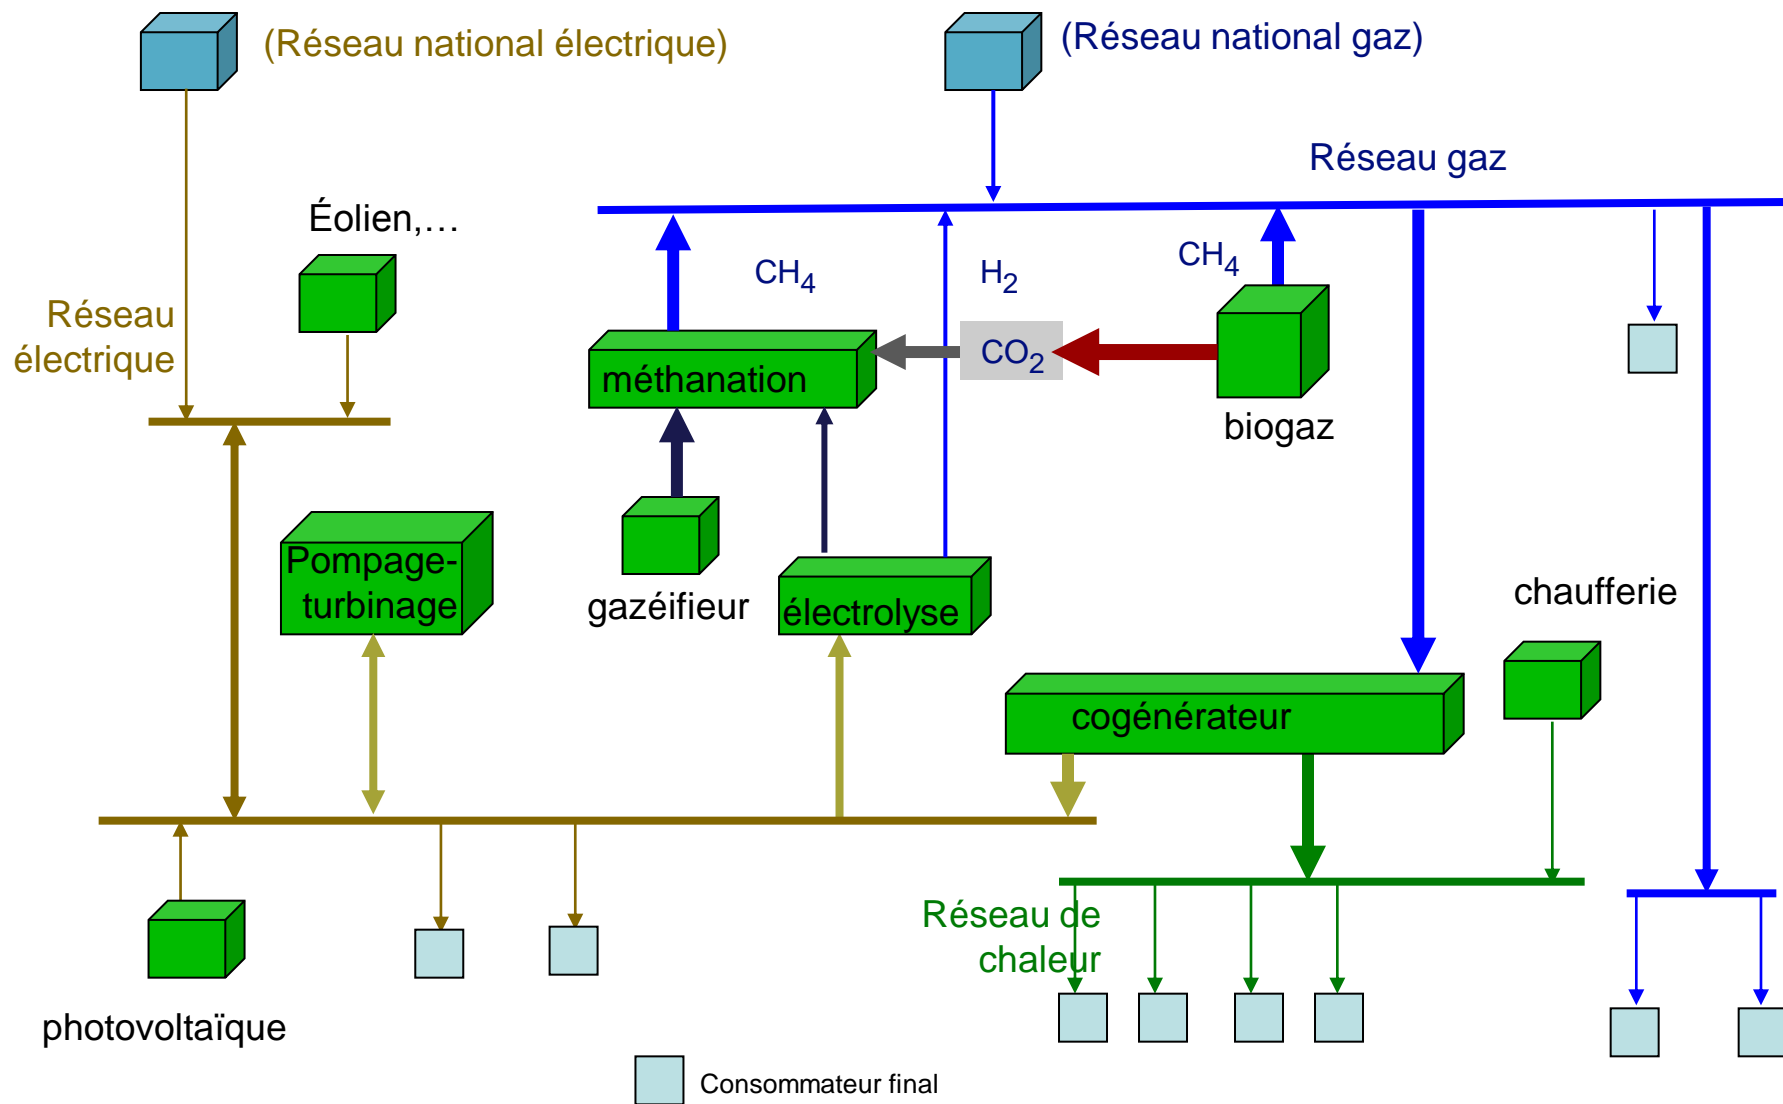 (Réseau national électrique)
(Réseau national gaz)
Réseau gaz
Éolien,…
CH4
H2
CH4
Réseau
électrique
CO2
méthanation
biogaz
Pompage-
turbinage
gazéifieur
électrolyse
chaufferie
cogénérateur
Réseau de
chaleur
photovoltaïque
Consommateur final